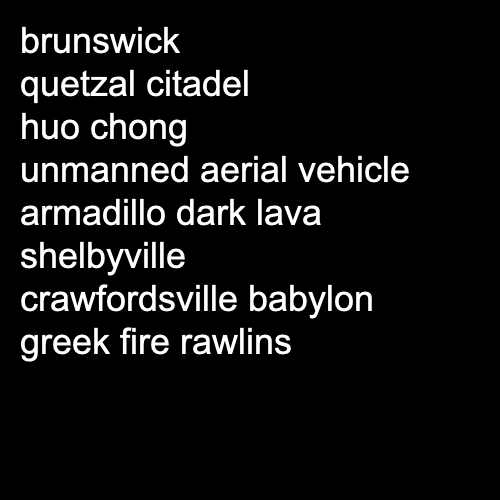 brunswick
quetzal citadel
huo chong
unmanned aerial vehicle
armadillo dark lava
shelbyville
crawfordsville babylon
greek fire rawlins